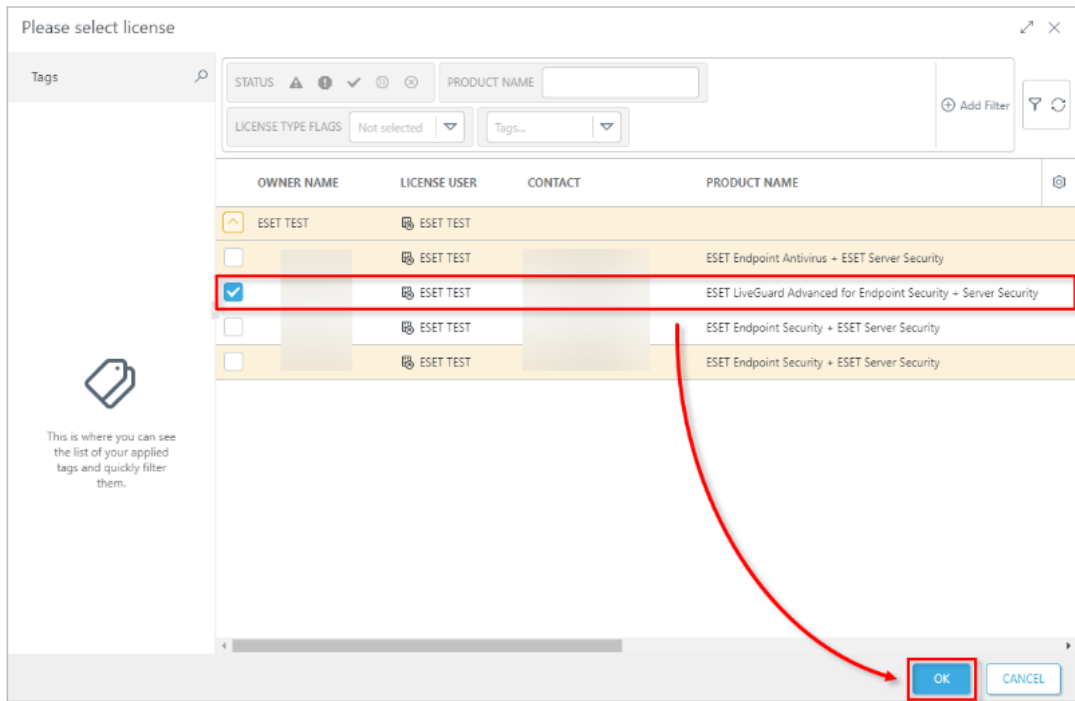 Please select license
Tags
STATUS
PRODUCT NAME
Add Filter
LICENSE TYPE FLAGS
Not selected
Tags...
OWNER NAME LICENSE USER CONTACT PRODUCT NAME
ESET TEST ESET TEST
ESET TEST ESET Endpoint Antivirus + ESET Server Security
ESET TEST ESET LiveGuard Advanced for Endpoint Security + Server Security
ESET TEST ESET Endpoint Security + ESET Server Security
ESET TEST ESET Endpoint Security + ESET Server Security
This is where you can see
the list of your applied
tags and quickly filter
them.
OK CANCEL